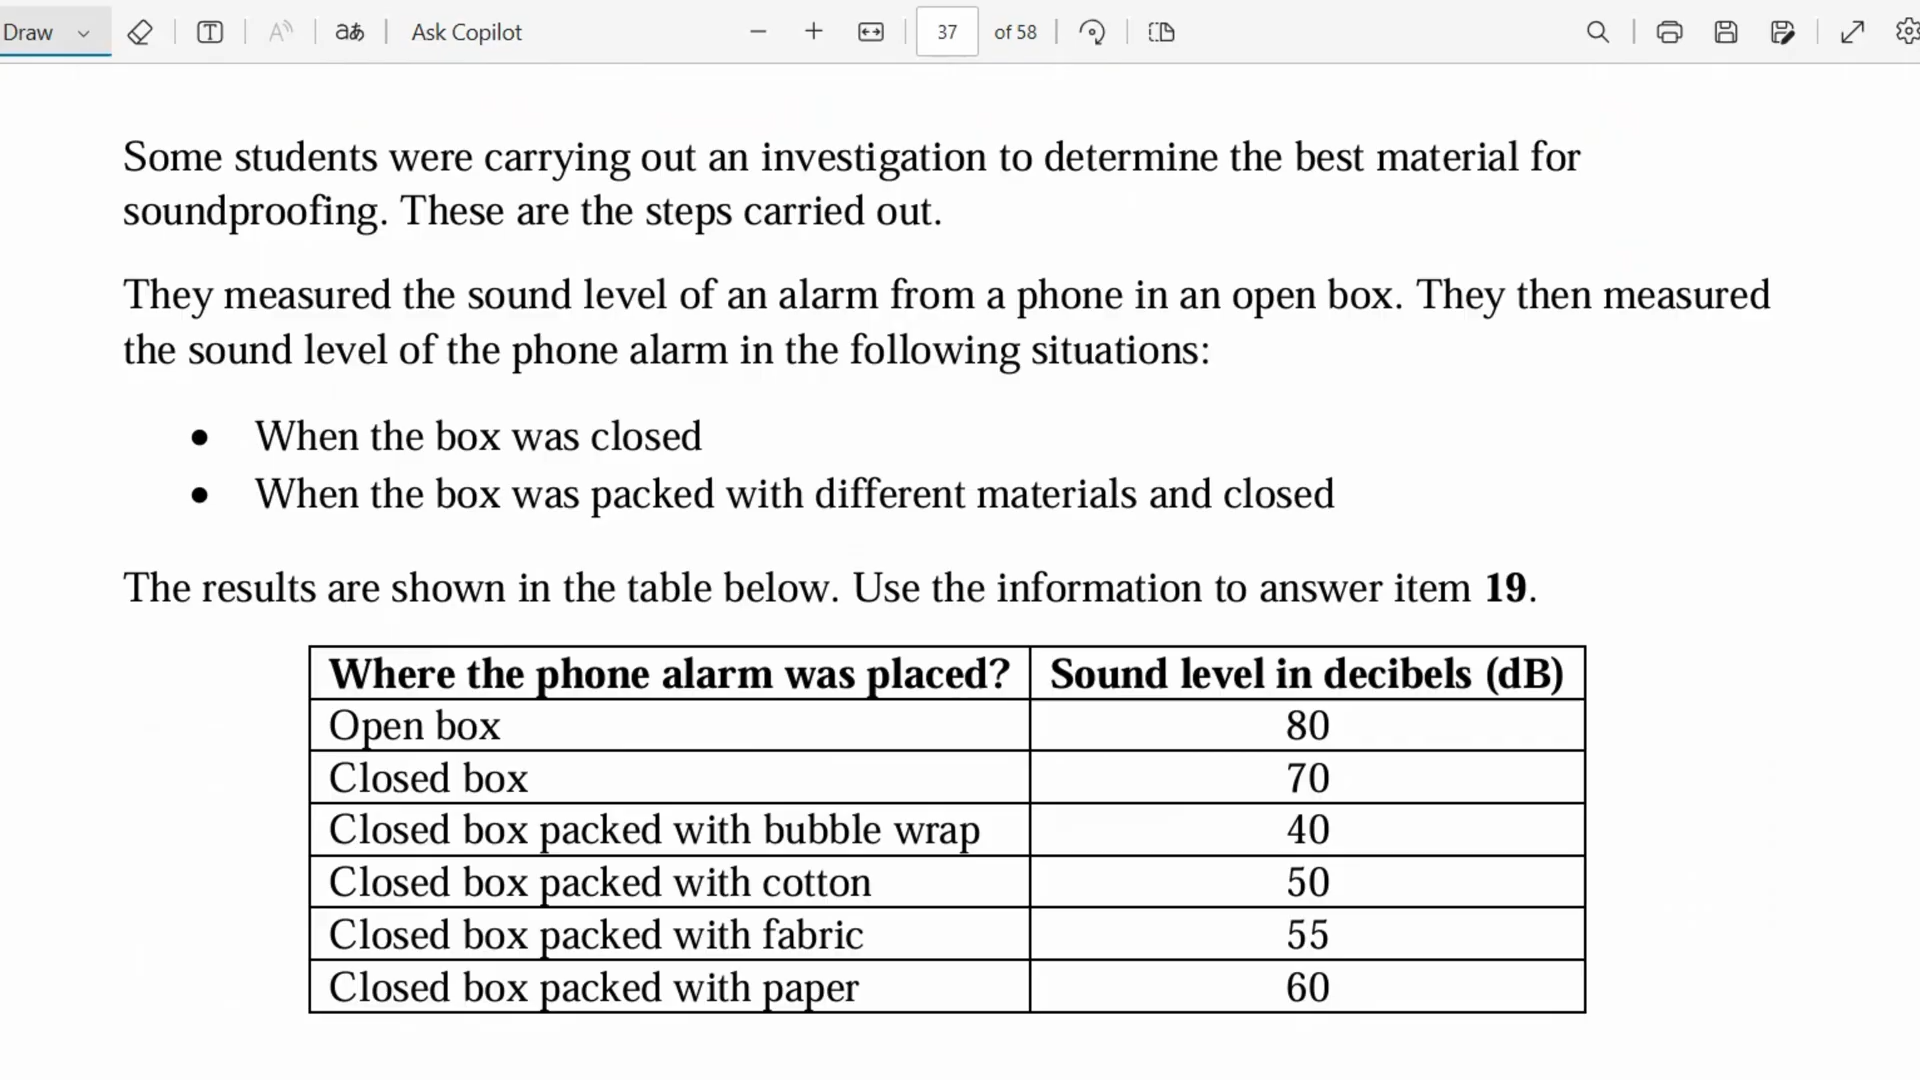 Draw
Ask Copilot
37 of 58
Some students were carrying out an investigation to determine the best material for
soundproofing. These are the steps carried out.
They measured the sound level of an alarm from a phone in an open box. They then measured
the sound level of the phone alarm in the following situations:
• When the box was closed
• When the box was packed with different materials and closed
The results are shown in the table below. Use the information to answer item 19.
Where the phone alarm was placed? Sound level in decibels (dB)
Open box 80
Closed box 70
Closed box packed with bubble wrap 40
Closed box packed with cotton 50
Closed box packed with fabric 55
Closed box packed with paper 60